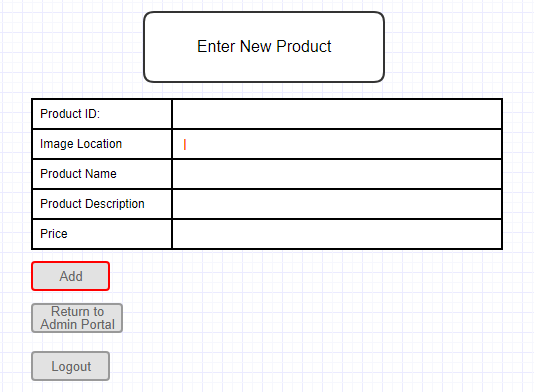 Enter New Product
Product ID:
Image Location
Product Name
Product Description
Price
Add
Return to
Admin Portal
Logout